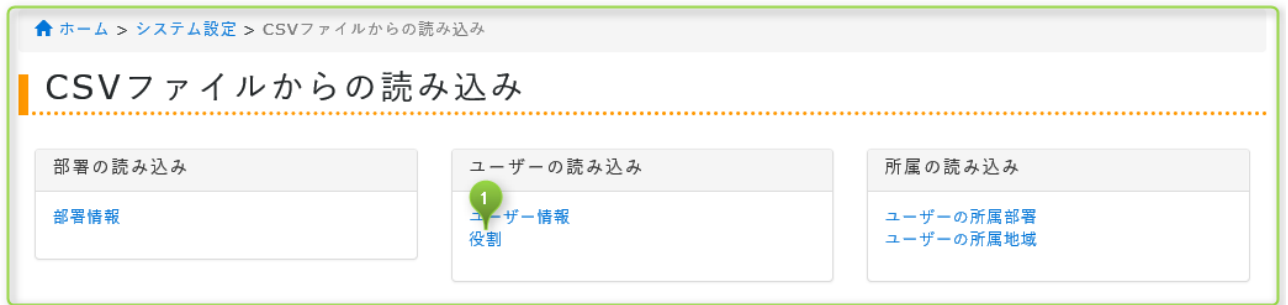 ホーム > システム設定 > CSVファイルからの読み込み
CSVファイルからの読み込み
部署の読み込み
部署情報
ユーザーの読み込み
1
ユーザー情報
役割
所属の読み込み
ユーザーの所属部署
ユーザーの所属地域